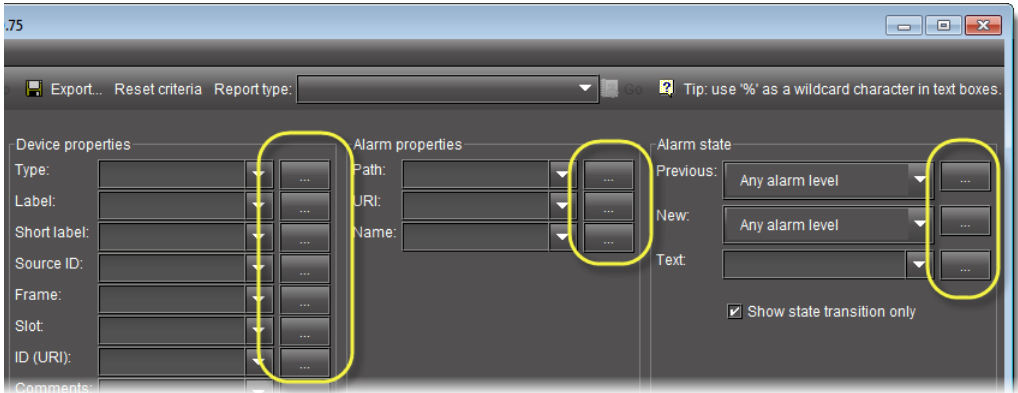 .75
Export... Reset criteria Report type: Go Tip: use '%' as a wildcard character in text boxes.
Device properties
Type: ...
Label: ...
Short label: ...
Source ID: ...
Frame: ...
Slot: ...
ID (URI): ...
Comments:
Alarm properties
Path: ...
URI: ...
Name: ...
Alarm state
Previous: Any alarm level ...
New: Any alarm level ...
Text: ...
Show state transition only